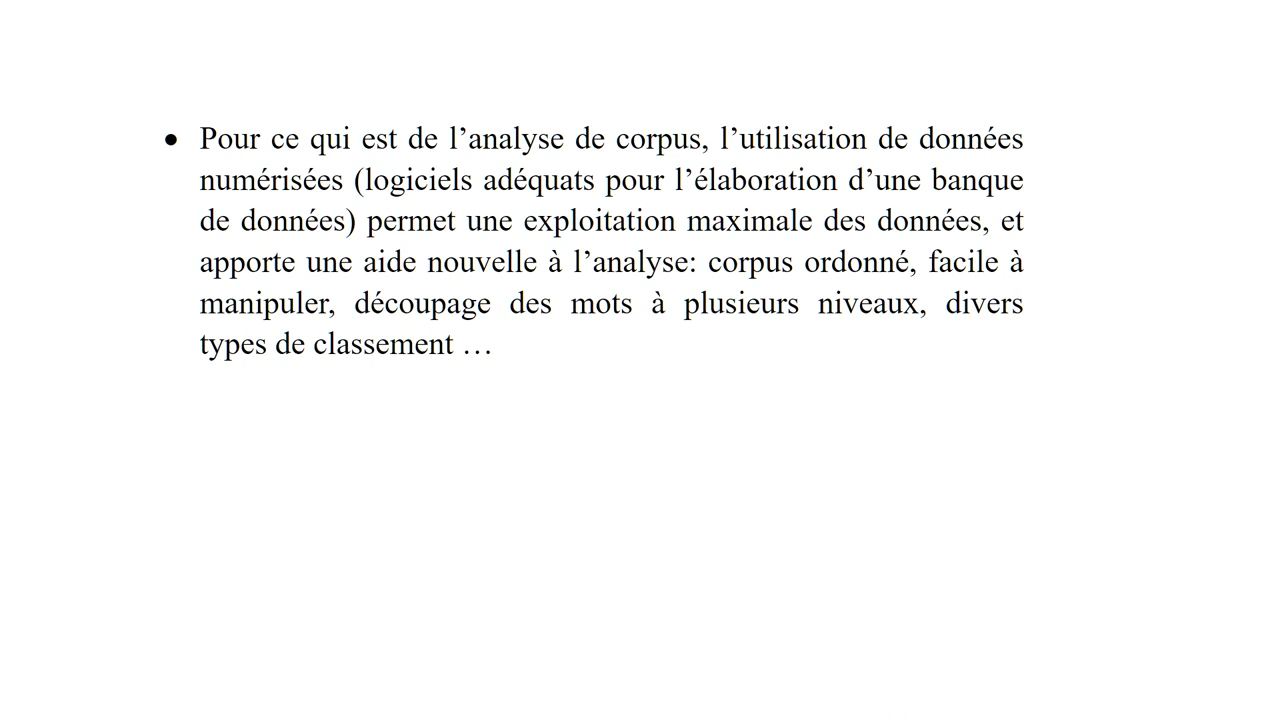 • Pour ce qui est de l’analyse de corpus, l’utilisation de données
numérisées (logiciels adéquats pour l’élaboration d’une banque
de données) permet une exploitation maximale des données, et
apporte une aide nouvelle à l’analyse: corpus ordonné, facile à
manipuler, découpage des mots à plusieurs niveaux, divers
types de classement …